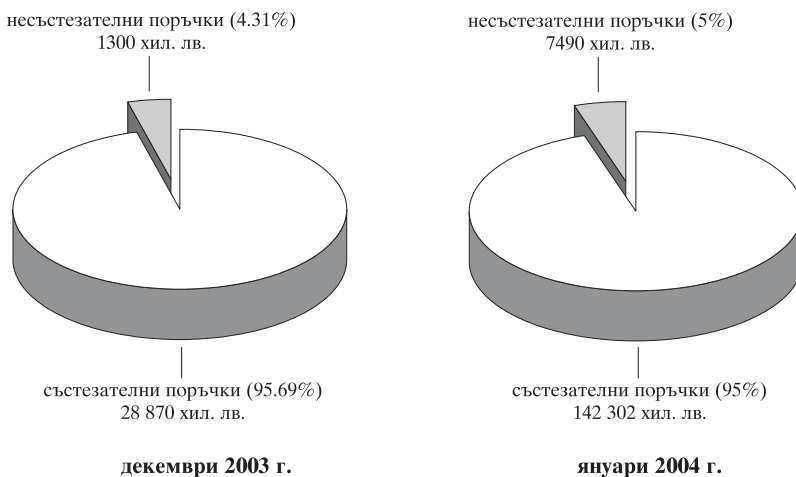 несъстезателни поръчки (4.31%)
1300 хил. лв.
състезателни поръчки (95.69%)
28 870 хил. лв.
декември 2003 г.
несъстезателни поръчки (5%)
7490 хил. лв.
състезателни поръчки (95%)
142 302 хил. лв.
януари 2004 г.